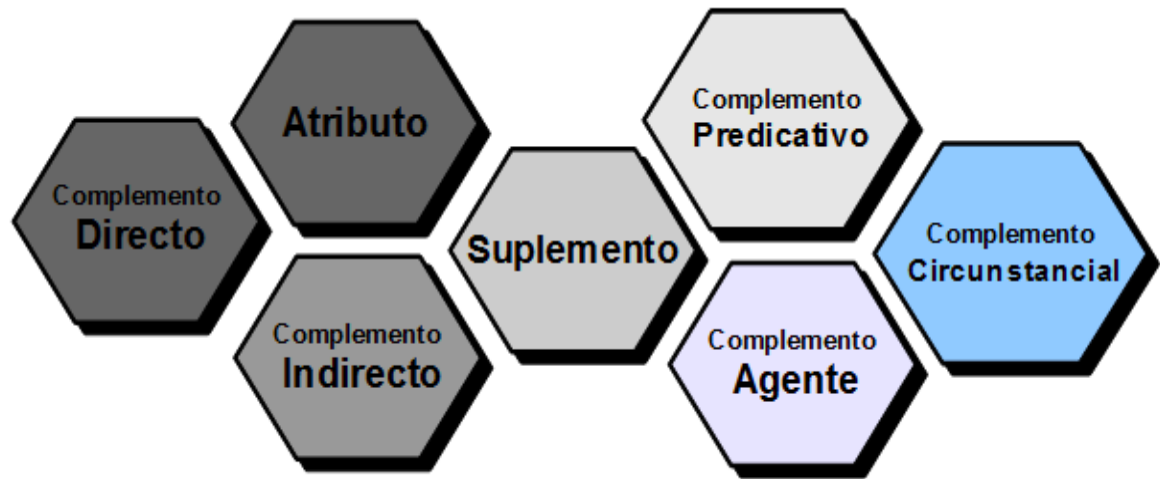 Complemento
Directo
Atributo
Complemento
Indirecto
Suplemento
Complemento
Predicativo
Complemento
Agente
Complemento
Circunstancial